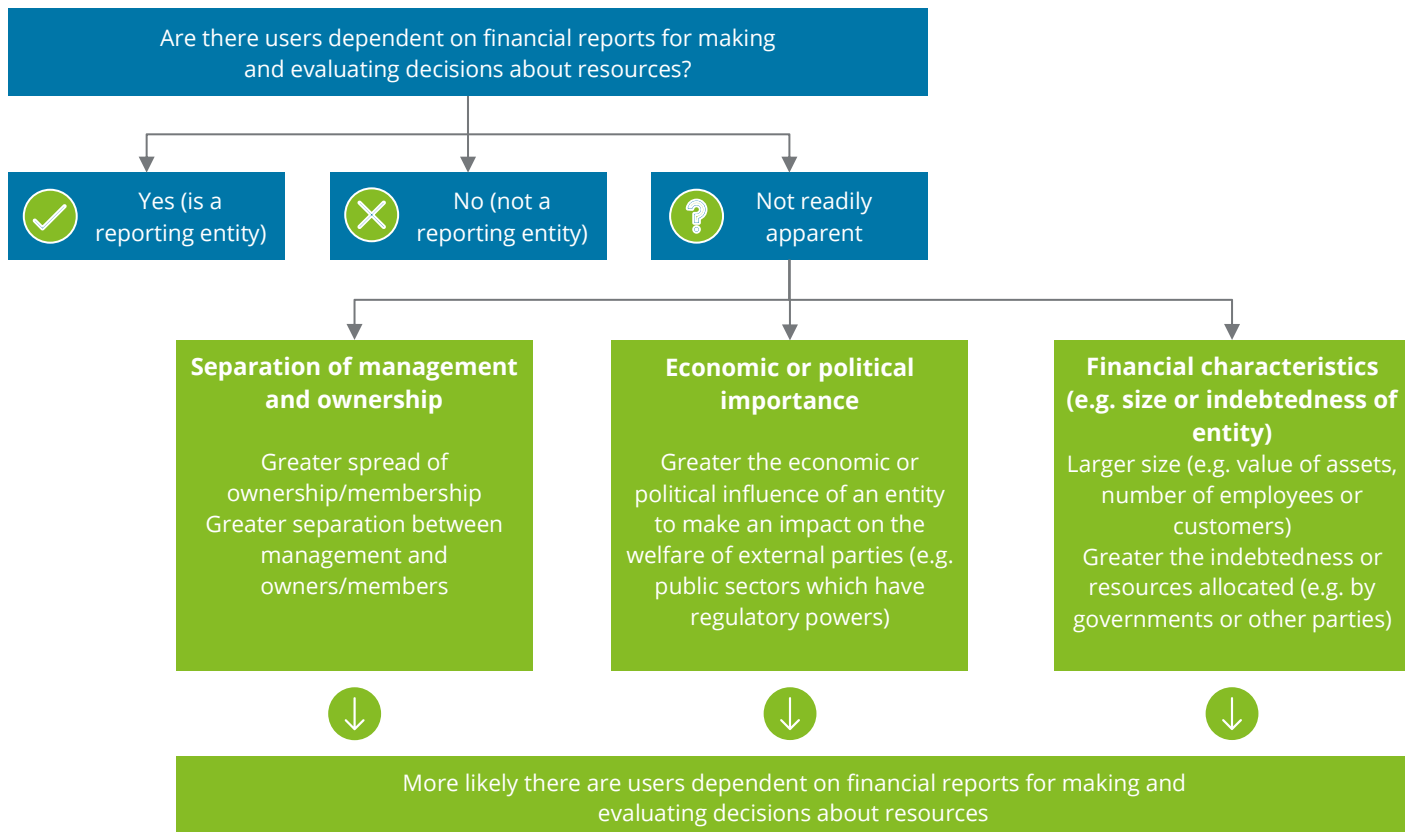 Are there users dependent on financial reports for making
and evaluating decisions about resources?
Yes (is a
reporting entity)
No (not a
reporting entity)
Not readily
apparent
Separation of management
and ownership
Greater spread of
ownership/membership
Greater separation between
management and
owners/members
Economic or political
importance
Greater the economic or
political influence of an entity
to make an impact on the
welfare of external parties (e.g.
public sectors which have
regulatory powers)
Financial characteristics
(e.g. size or indebtedness of
entity)
Larger size (e.g. value of assets,
number of employees or
customers)
Greater the indebtedness or
resources allocated (e.g. by
governments or other parties)
More likely there are users dependent on financial reports for making and
evaluating decisions about resources